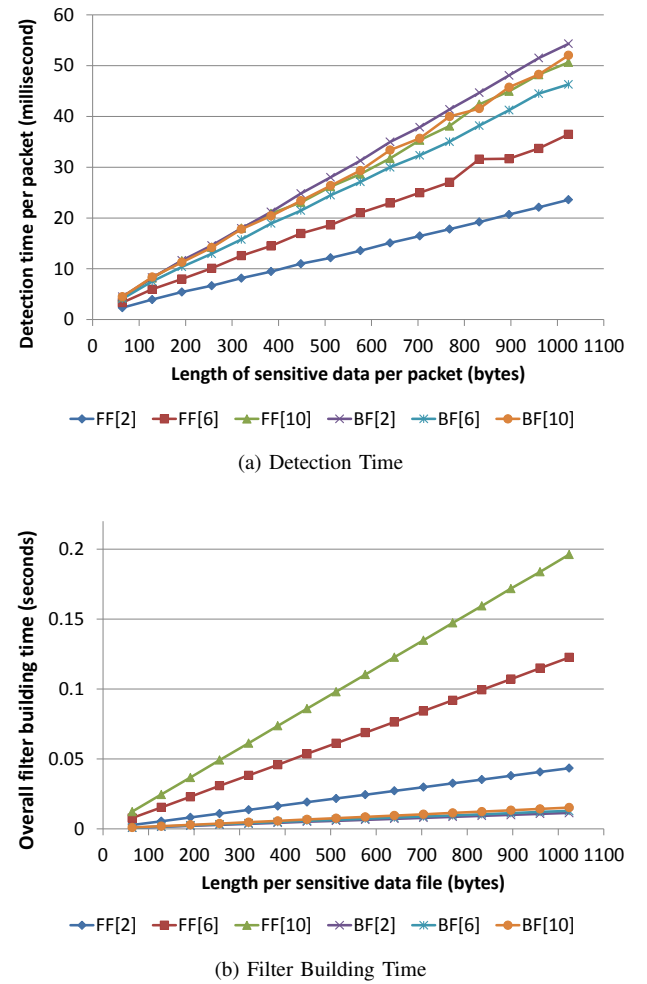 60
50
40
30
20
10
0
Detection time per packet (millisecond)
0 100 200 300 400 500 600 700 800 900 1000 1100
Length of sensitive data per packet (bytes)
FF[2] FF[6] FF[10] BF[2] BF[6] BF[10]
(a) Detection Time
0.2
0.15
0.1
0.05
0
Overall filter building time (seconds)
0 100 200 300 400 500 600 700 800 900 1000 1100
Length per sensitive data file (bytes)
FF[2] FF[6] FF[10] BF[2] BF[6] BF[10]
(b) Filter Building Time